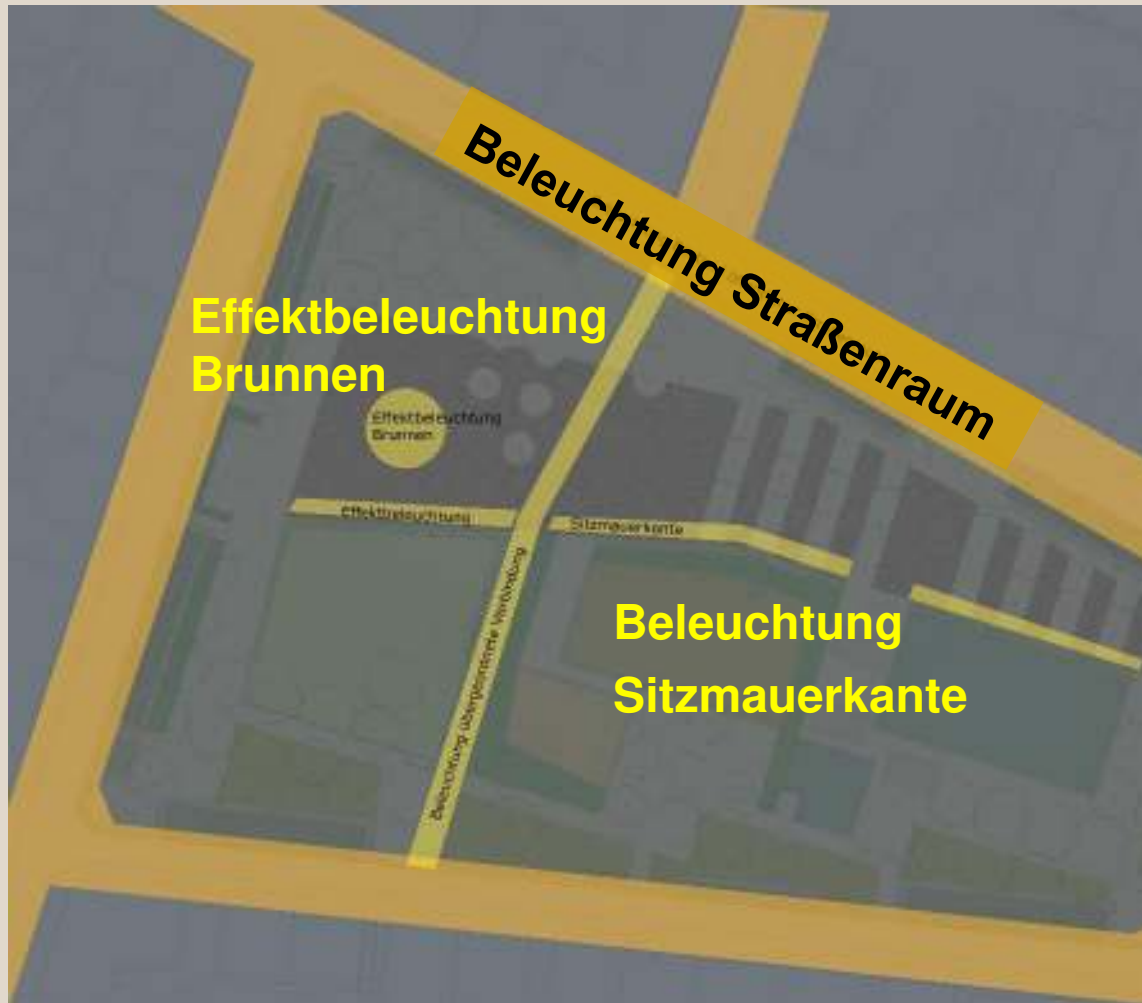 Beleuchtung Straßenraum
Effektbeleuchtung
Brunnen
Effektbeleuchtung
Brunnen
Effektbeleuchtung
Sitzmauerkante
Beleuchtung übergeordnete Verbindung
Beleuchtung
Sitzmauerkante